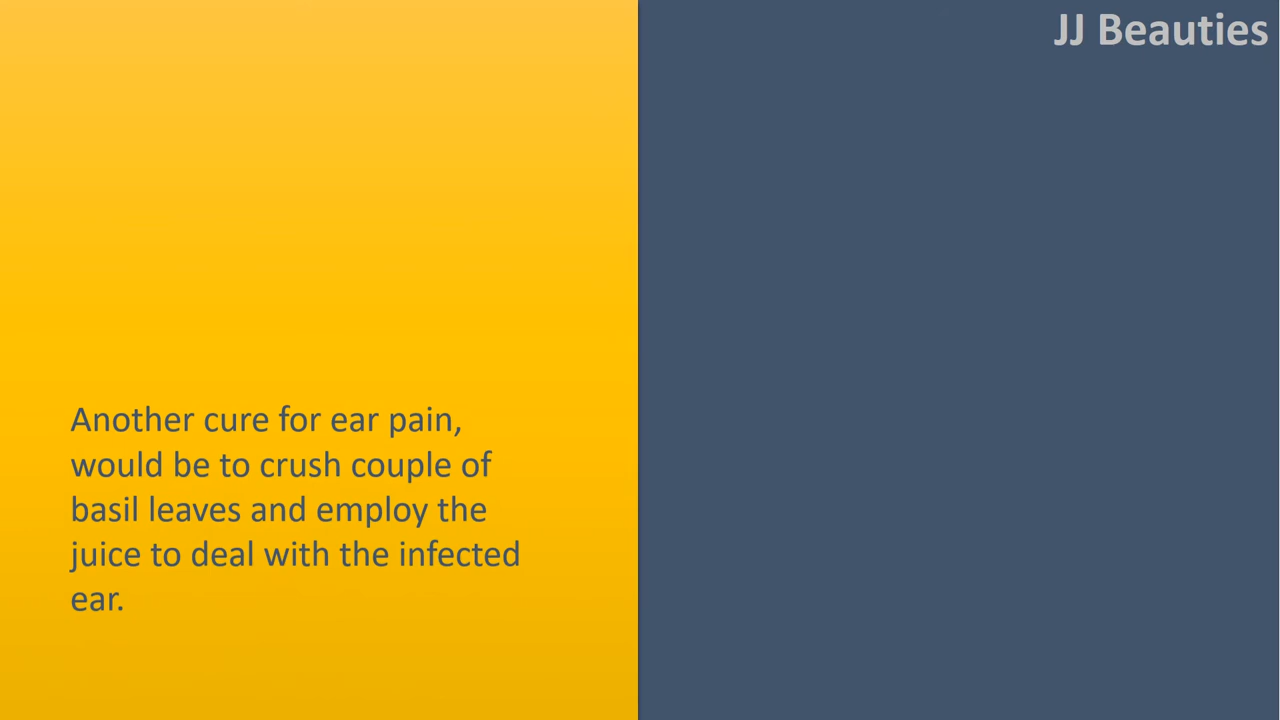 JJ Beauties
Another cure for ear pain,
would be to crush couple of
basil leaves and employ the
juice to deal with the infected
ear.